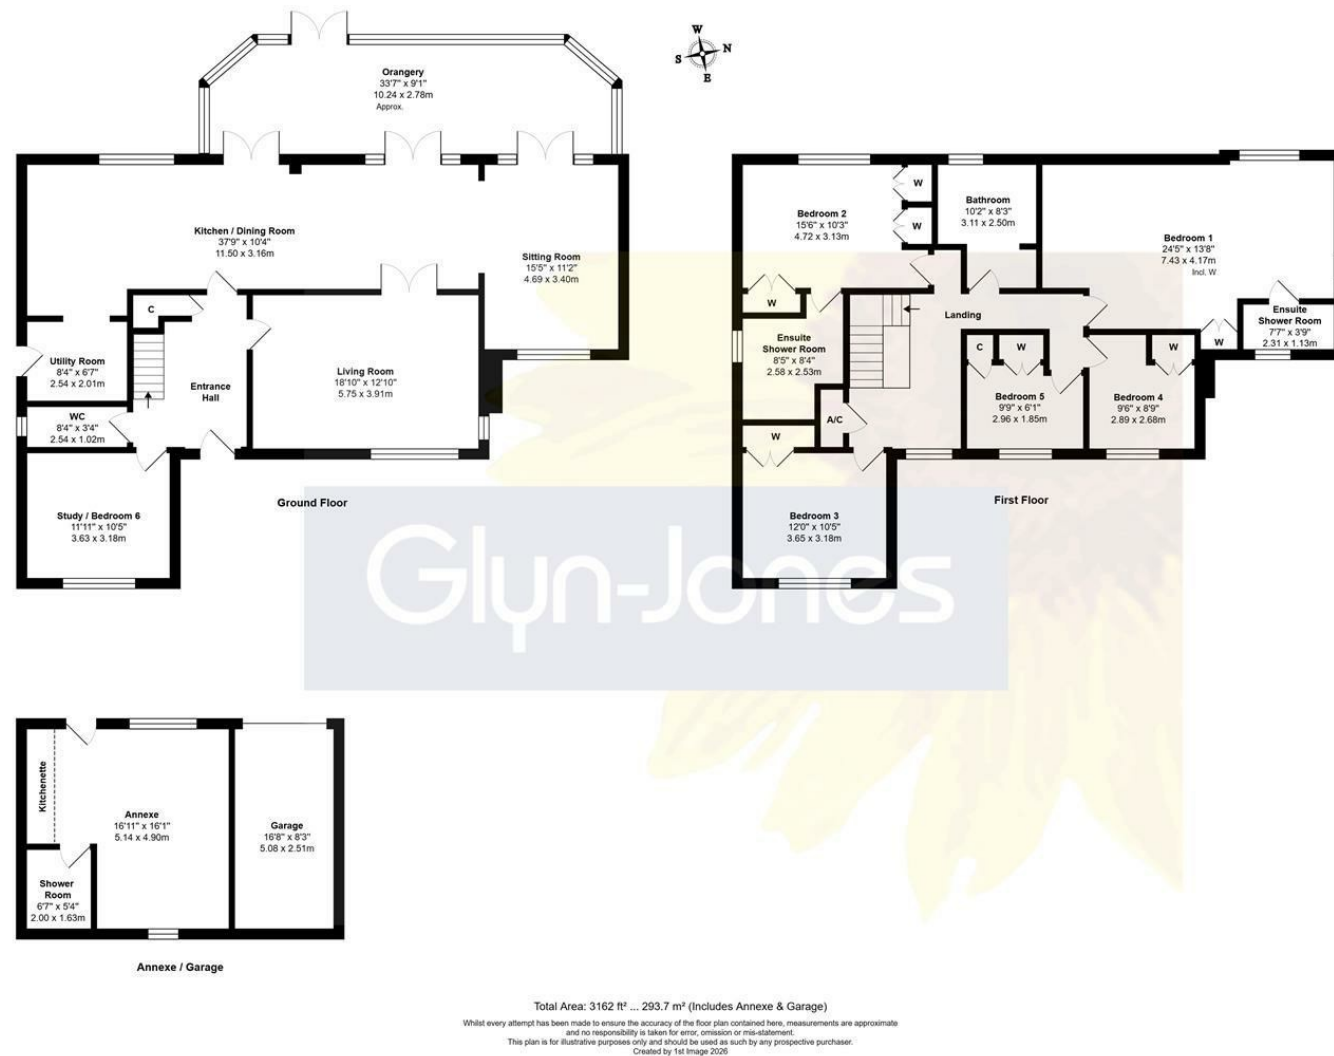 W
S N
E
Orangery
33'7" x 9'1"
10.24 x 2.78m
Approx.
Kitchen / Dining Room
37'9" x 10'4"
11.50 x 3.16m
Sitting Room
15'5" x 11'2"
4.69 x 3.40m
C
Utility Room
8'4" x 6'7"
2.54 x 2.01m
Entrance
Hall
Living Room
18'10" x 12'10"
5.75 x 3.91m
WC
8'4" x 3'4"
2.54 x 1.02m
Study / Bedroom 6
11'11" x 10'5"
3.63 x 3.18m
Ground Floor
Bedroom 2
15'6" x 10'3"
4.72 x 3.13m
W
W
W
Bathroom
10'2" x 8'3"
3.11 x 2.50m
Bedroom 1
24'5" x 13'8"
7.43 x 4.17m
Incl. W
Landing
Ensuite
Shower Room
7'7" x 3'9"
2.31 x 1.13m
W
Ensuite
Shower Room
8'5" x 8'4"
2.58 x 2.53m
C
W
W
Bedroom 5
9'9" x 6'1"
2.96 x 1.85m
Bedroom 4
9'6" x 8'9"
2.89 x 2.68m
A/C
W
Bedroom 3
12'0" x 10'5"
3.65 x 3.18m
First Floor
Glyn-Jones
Kitchenette
Annexe
16'11" x 16'1"
5.14 x 4.90m
Garage
16'8" x 8'3"
5.08 x 2.51m
Shower
Room
6'7" x 5'4"
2.00 x 1.63m
Annexe / Garage
Total Area: 3162 ft² ... 293.7 m² (Includes Annexe & Garage)
Whilst every attempt has been made to ensure the accuracy of the floor plan contained here, measurements are approximate
and no responsibility is taken for error, omission or mis-statement.
This plan is for illustrative purposes only and should be used as such by any prospective purchaser.
Created by 1st Image 2026